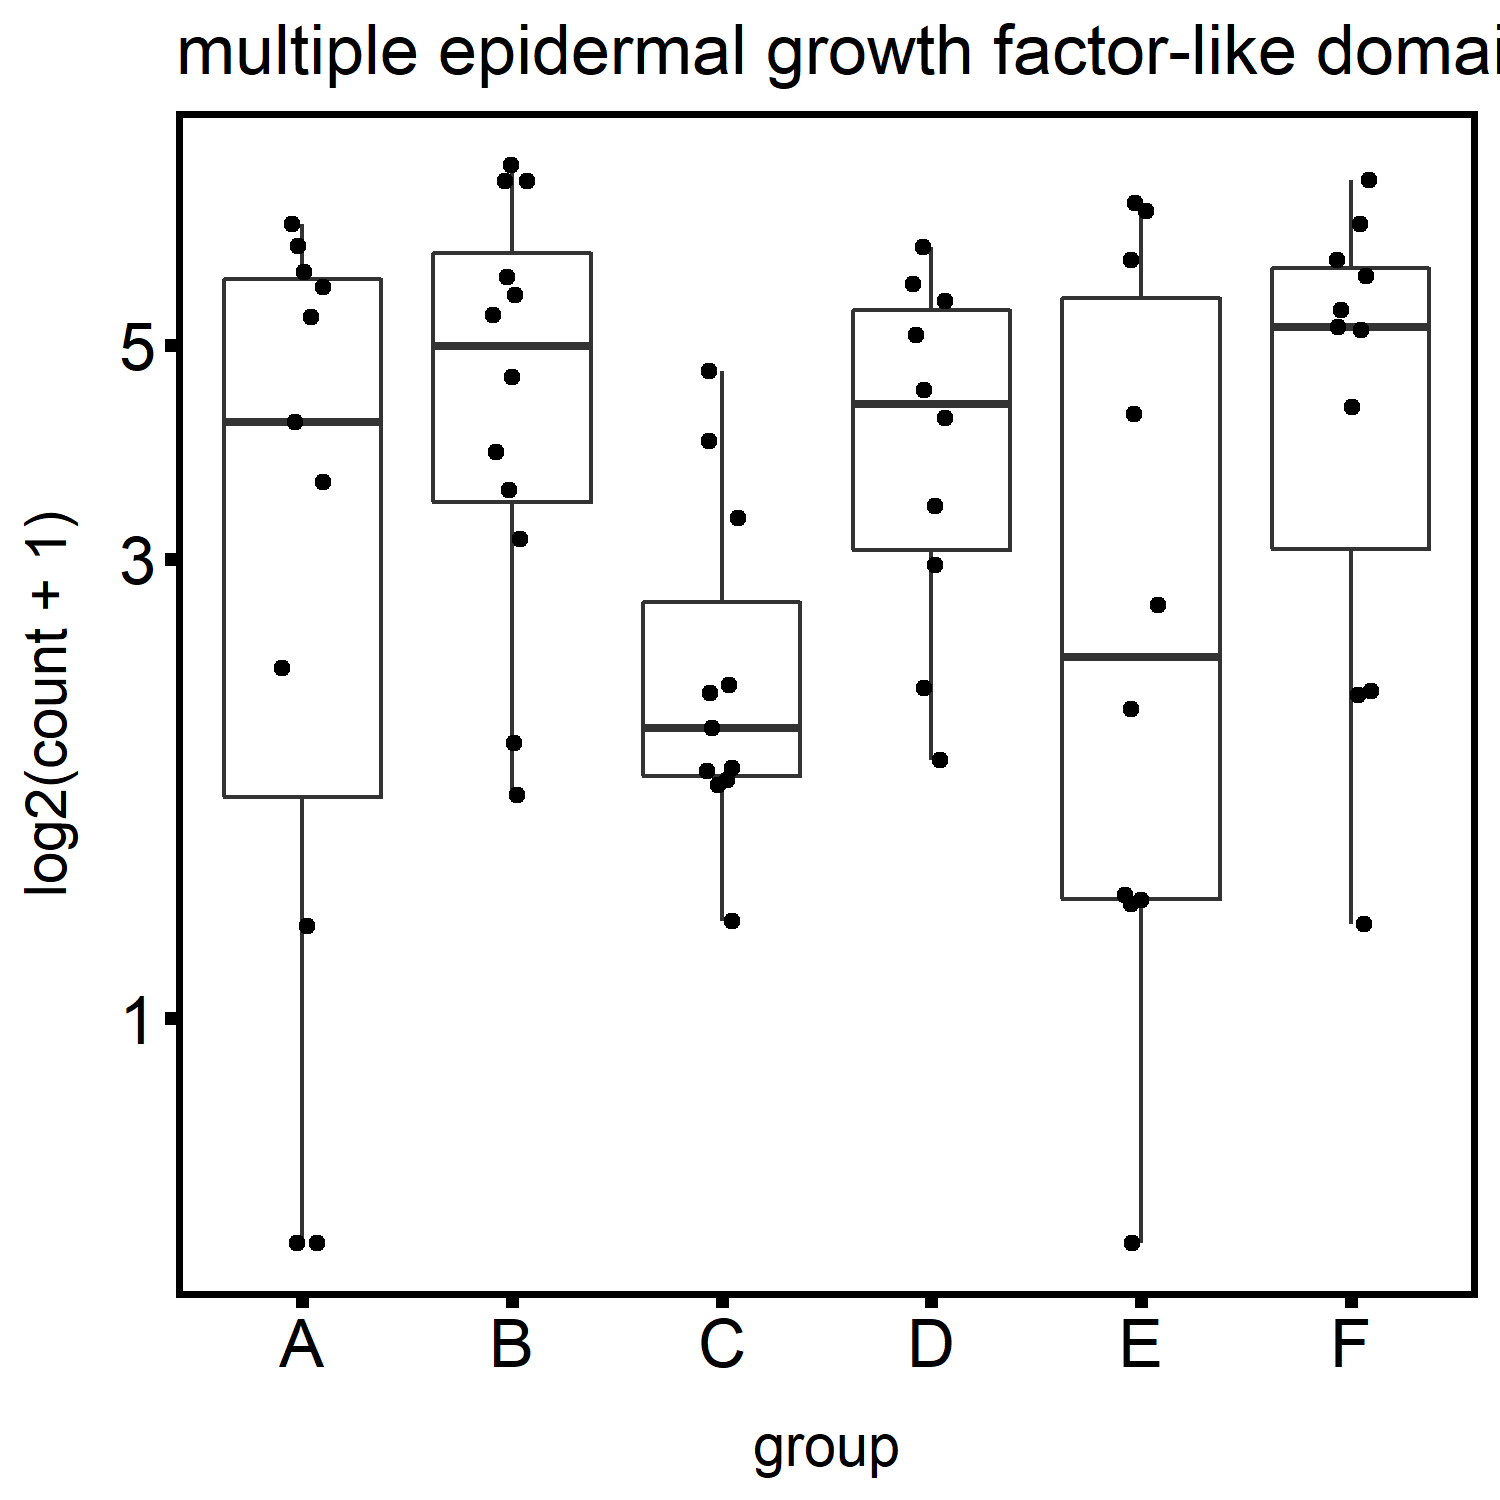 multiple epidermal growth factor-like domai
5
3
1
log2(count + 1)
A B C D E F
group